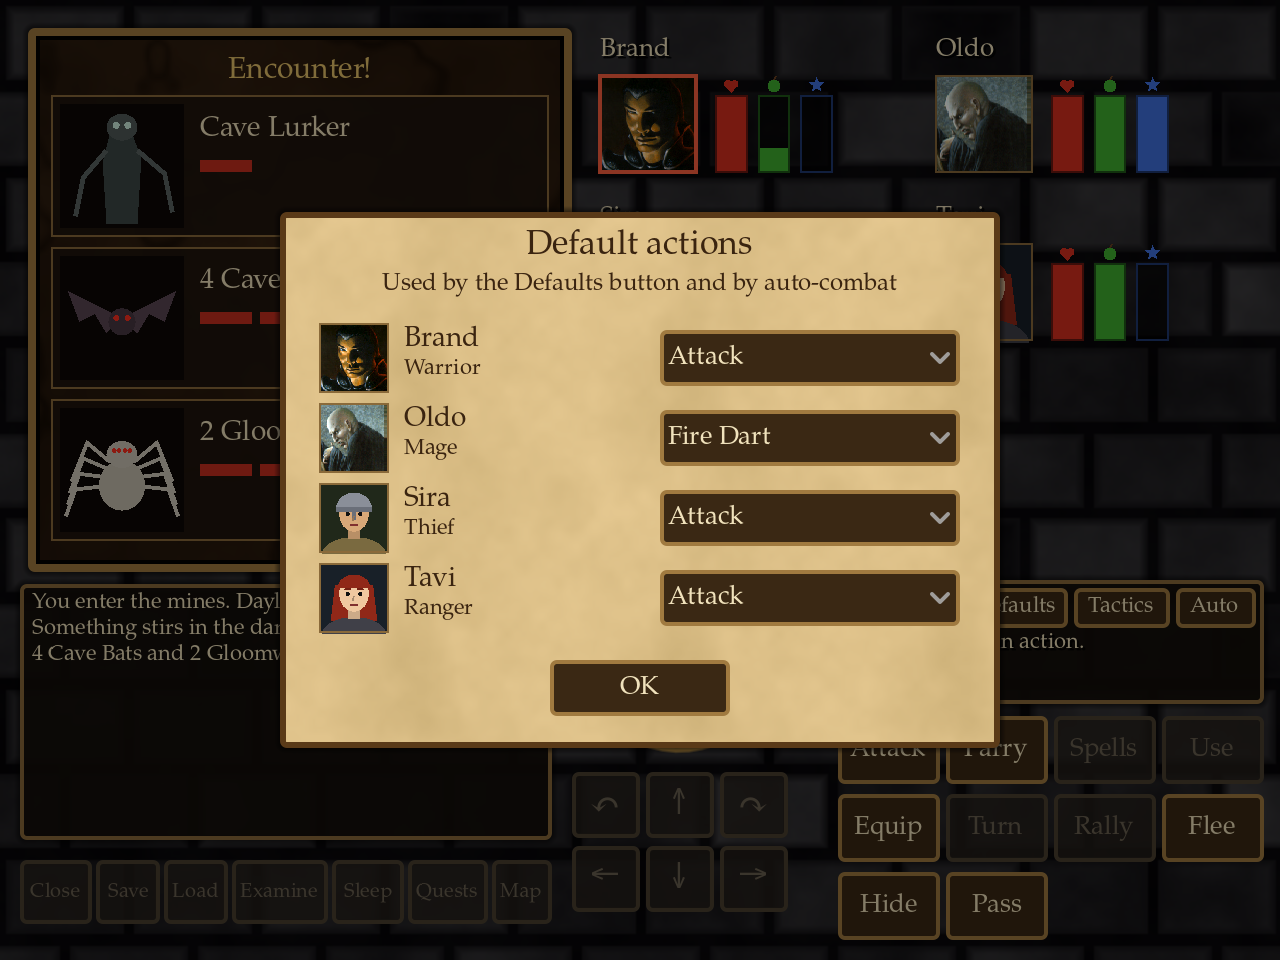 Encounter!
Cave Lurker
4 Cave
2 Gloo
Brand
Oldo
Default actions
Used by the Defaults button and by auto-combat
Brand
Warrior
Attack
Oldo
Mage
Fire Dart
Sira
Thief
Attack
Tavi
Ranger
Attack
OK
You enter the mines. Dayl
Something stirs in the dar
4 Cave Bats and 2 Gloomw
efaults
Tactics
Auto
n action.
Attack
Parry
Spells
Use
Equip
Turn
Rally
Flee
Hide
Pass
Close
Save
Load
Examine
Sleep
Quests
Map